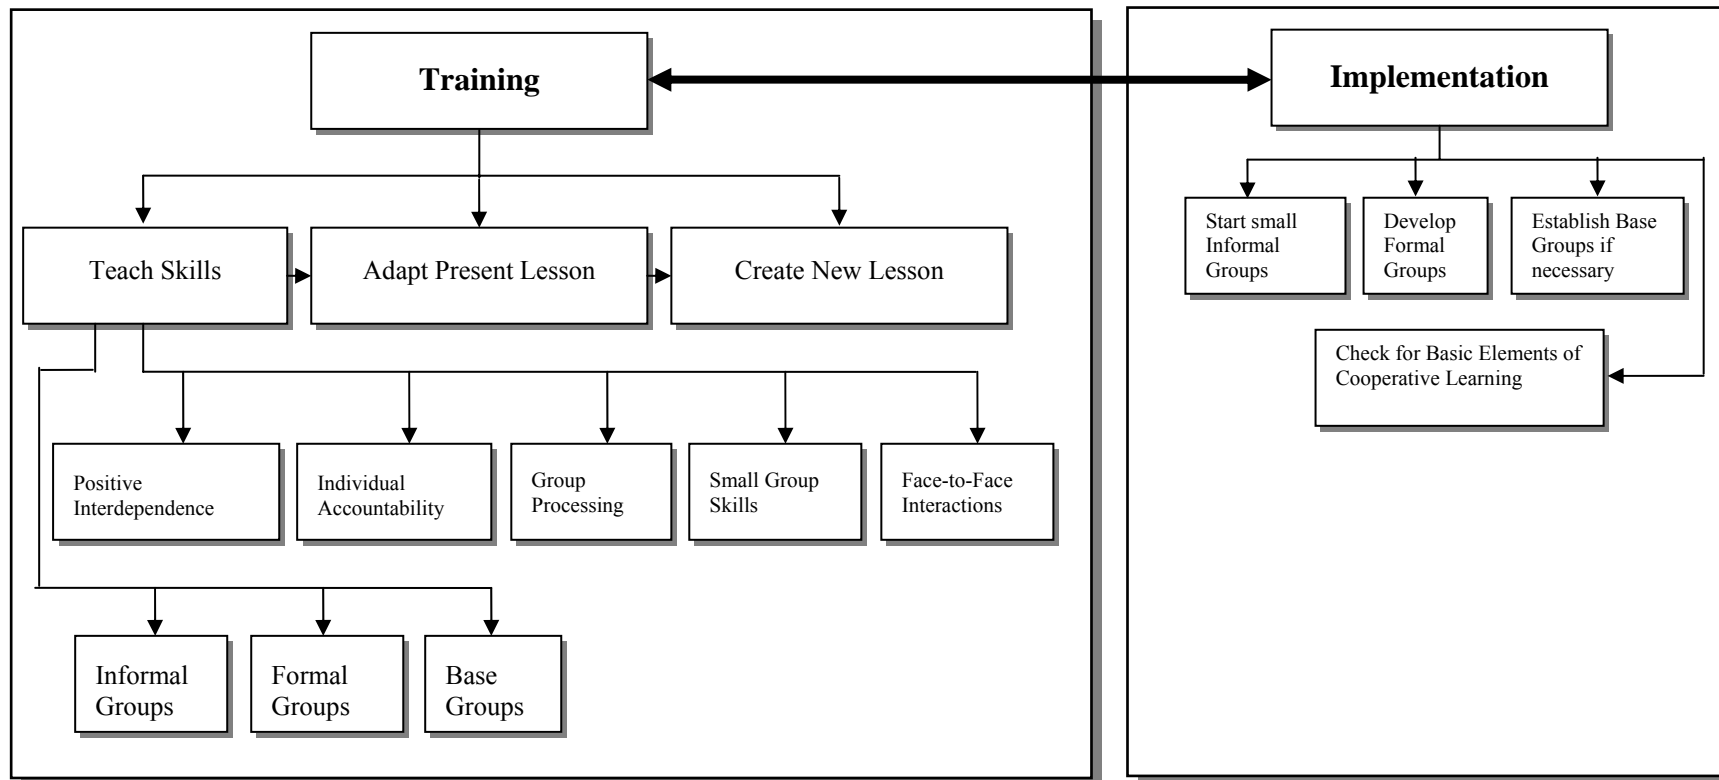 Training
Implementation
Teach Skills
Adapt Present Lesson
Create New Lesson
Start small
Informal
Groups
Develop
Formal
Groups
Establish Base
Groups if
necessary
Check for Basic Elements of
Cooperative Learning
Positive
Interdependence
Individual
Accountability
Group
Processing
Small Group
Skills
Face-to-Face
Interactions
Informal
Groups
Formal
Groups
Base
Groups